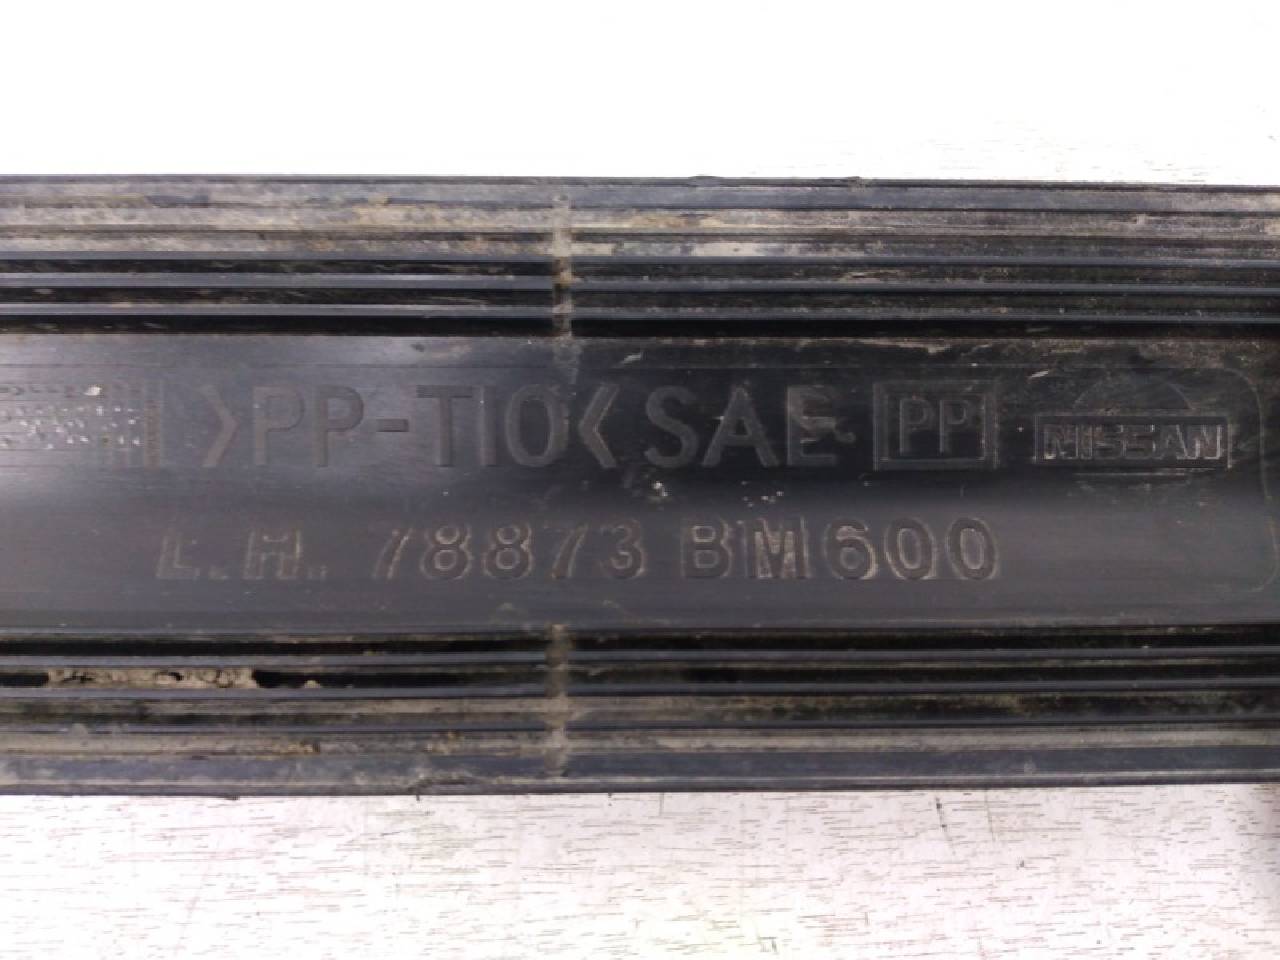 >PP-T10< SAE PP NISSAN
L.H. 78873 BM600